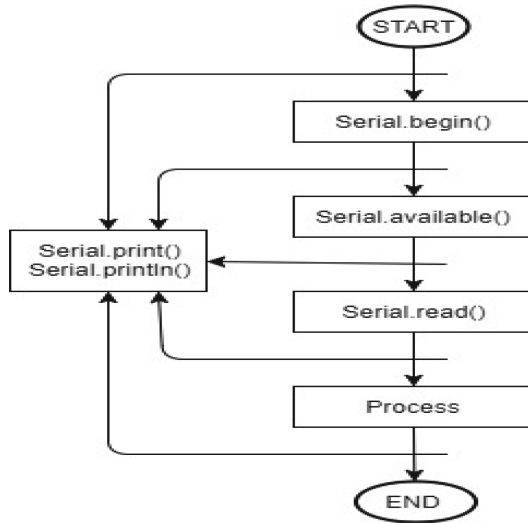 START
Serial.begin()
Serial.available()
Serial.print()
Serial.println()
Serial.read()
Process
END